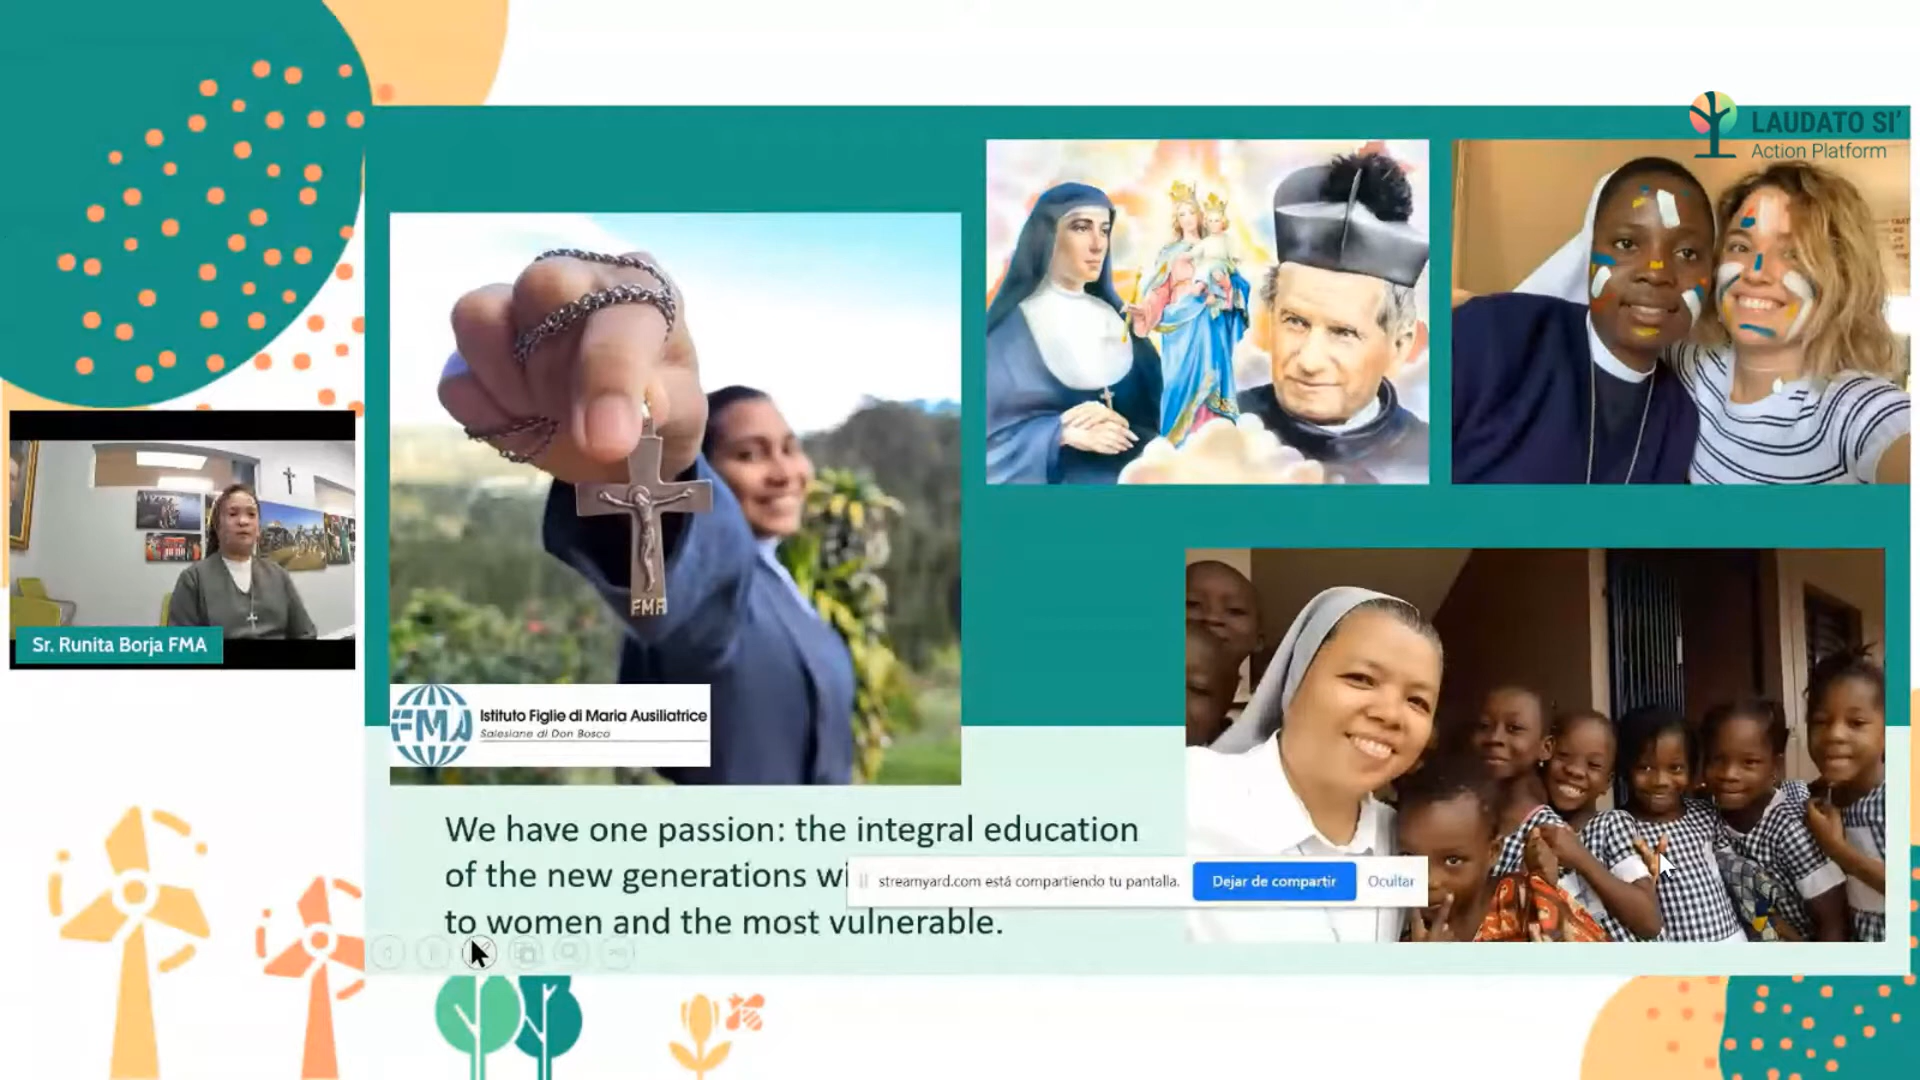 LAUDATO SI’
Action Platform
Sr. Runita Borja FMA
FMA
FMA
Istituto Figlie di Maria Ausiliatrice
Salesiane di Don Bosco
We have one passion: the integral education
of the new generations wi
to women and the most vulnerable.
streamyard.com está compartiendo tu pantalla.
Dejar de compartir
Ocultar